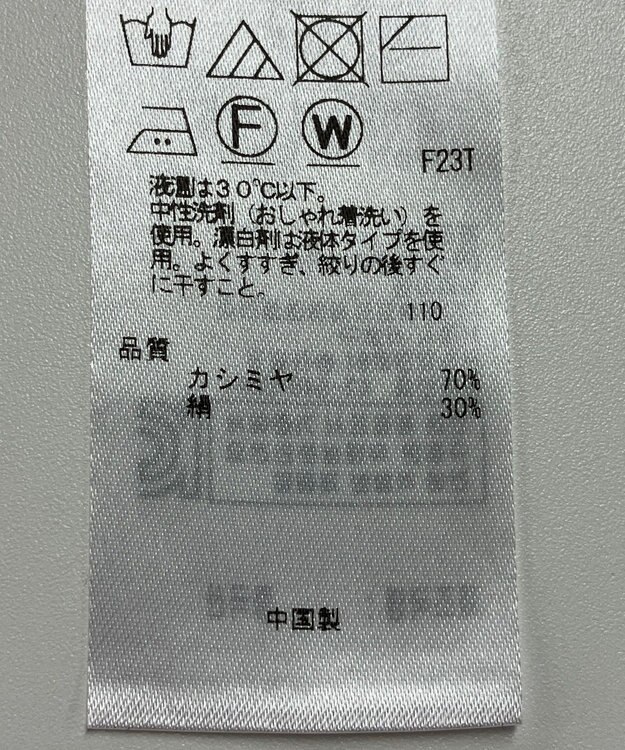 F W
F23T
液温は30℃以下。
中性洗剤（おしゃれ着洗い）を
使用。漂白剤は液体タイプを使
用。よくすすぎ、絞りの後すぐ
に干すこと。
110
品質
カシミヤ 70%
絹 30%
中国製